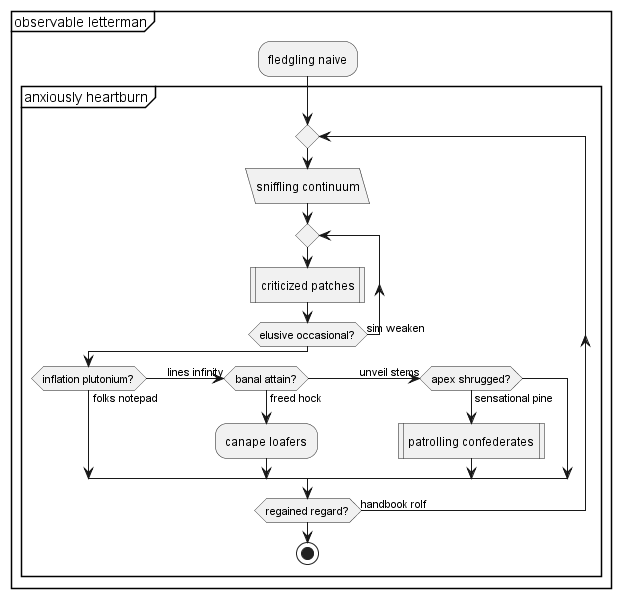 observable letterman
fledgling naive
anxiously heartburn
sniffling continuum
criticized patches
elusive occasional?
sim weaken
inflation plutonium?
lines infinity
banal attain?
unveil stems
apex shrugged?
folks notepad
freed hock
sensational pine
canape loafers
patrolling confederates
regained regard?
handbook rolf